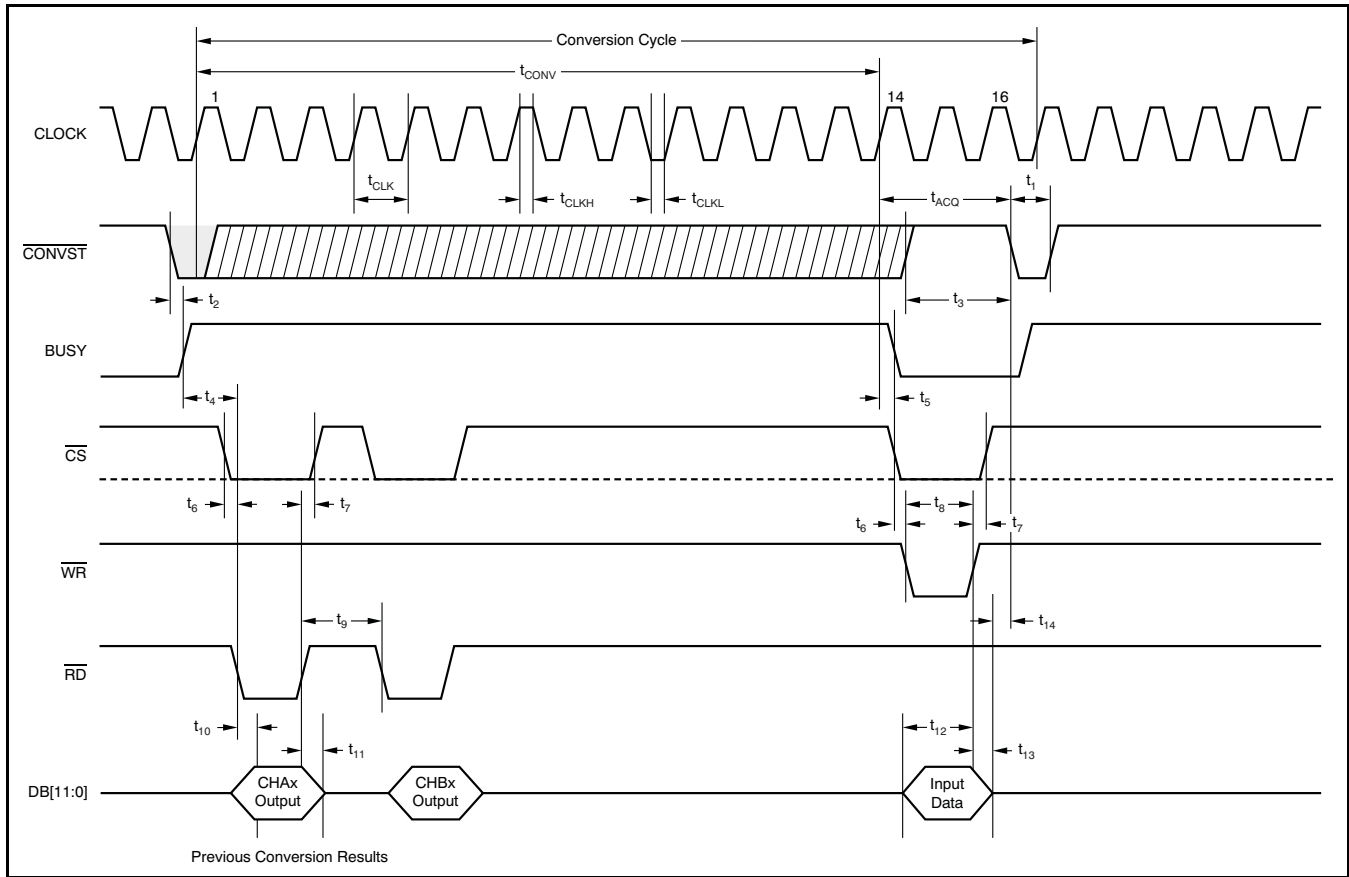 Conversion Cycle
tCONV
1
14
16
CLOCK
tCLK
tCLKH
tCLKL
tACQ
t1
CONVST
t2
t3
BUSY
t4
t5
CS
t6
t7
t6
t8
t7
WR
t9
t14
RD
t10
t11
t12
t13
DB[11:0]
CHAx
Output
CHBx
Output
Input
Data
Previous Conversion Results